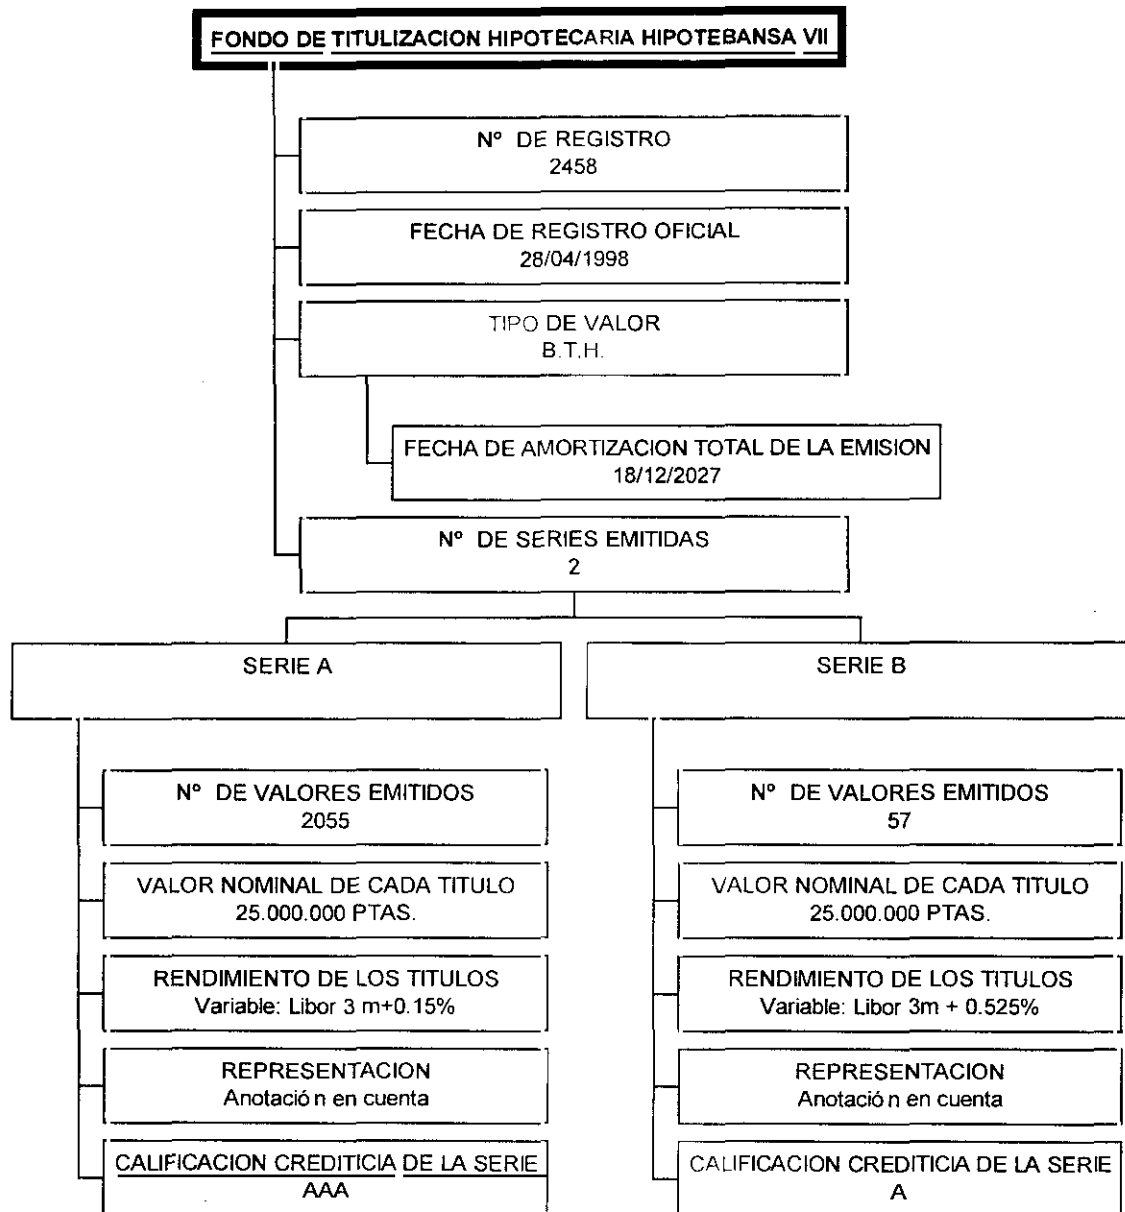 FONDO DE TITULIZACION HIPOTECARIA HIPOTEBANSA VII
Nº DE REGISTRO
2458
FECHA DE REGISTRO OFICIAL
28/04/1998
TIPO DE VALOR
B.T.H.
FECHA DE AMORTIZACION TOTAL DE LA EMISION
18/12/2027
Nº DE SERIES EMITIDAS
2
SERIE A
Nº DE VALORES EMITIDOS
2055
VALOR NOMINAL DE CADA TITULO
25.000.000 PTAS.
RENDIMIENTO DE LOS TITULOS
Variable: Libor 3 m+0.15%
REPRESENTACION
Anotación en cuenta
CALIFICACION CREDITICIA DE LA SERIE
AAA
SERIE B
Nº DE VALORES EMITIDOS
57
VALOR NOMINAL DE CADA TITULO
25.000.000 PTAS.
RENDIMIENTO DE LOS TITULOS
Variable: Libor 3m + 0.525%
REPRESENTACION
Anotación en cuenta
CALIFICACION CREDITICIA DE LA SERIE
A